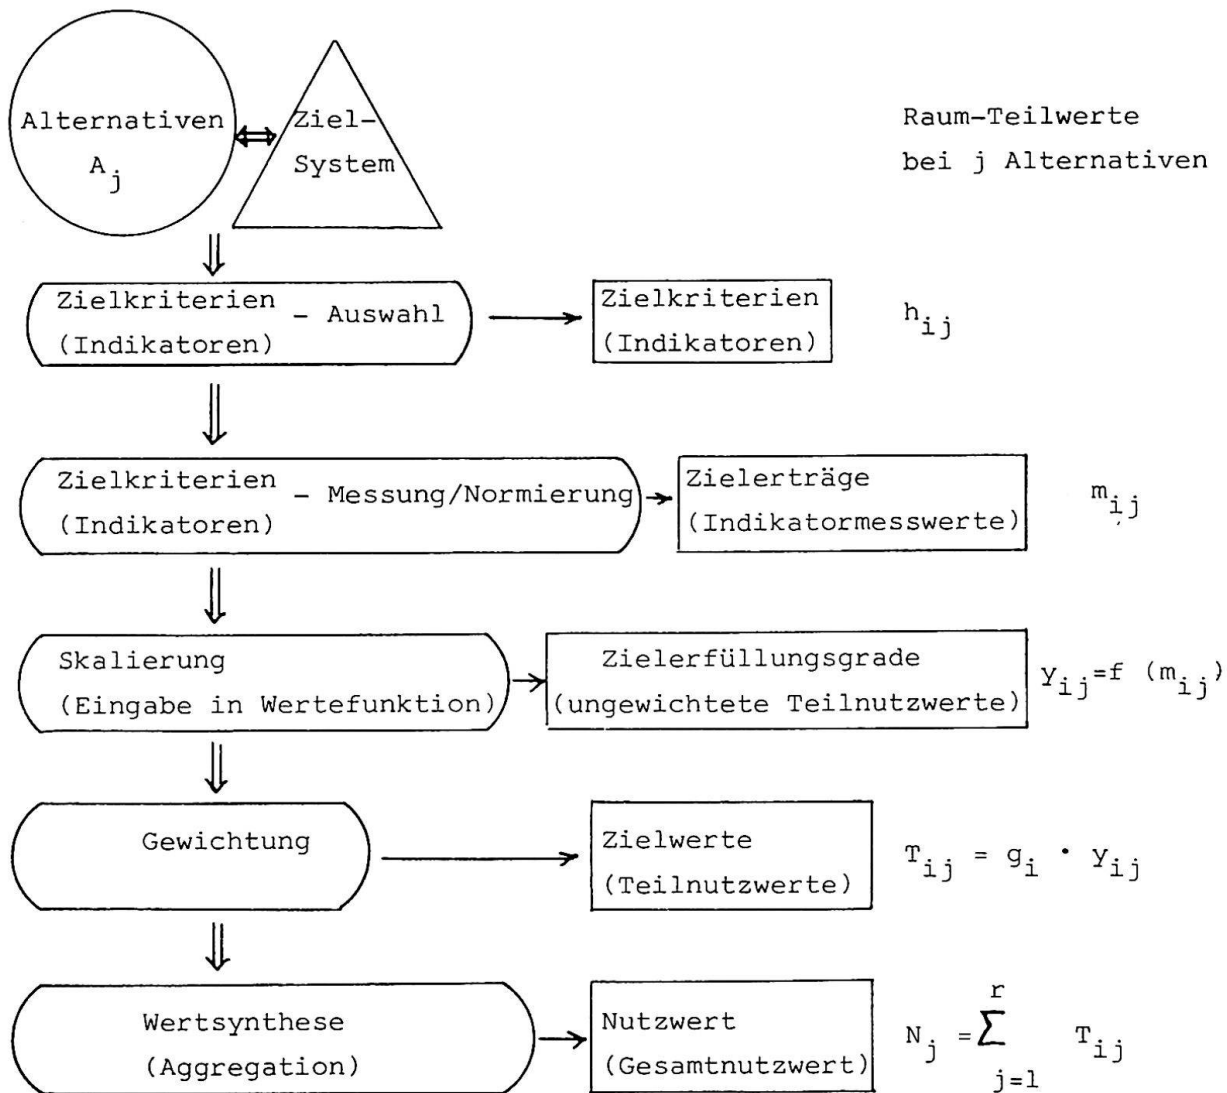 Alternativen
A_j
Ziel-
System
Raum-Teilwerte
bei j Alternativen
Zielkriterien
(Indikatoren)
- Auswahl
Zielkriterien
(Indikatoren)
h_ij
Zielkriterien
(Indikatoren)
- Messung/Normierung
Zielerträge
(Indikatormesswerte)
m_ij
Skalierung
(Eingabe in Wertefunktion)
Zielerfüllungsgrade
(ungewichtete Teilnutzwerte)
y_ij=f (m_ij)
Gewichtung
Zielwerte
(Teilnutzwerte)
T_ij = g_i · y_ij
Wertsynthese
(Aggregation)
Nutzwert
(Gesamtnutzwert)
r
N_j = ∑ T_ij
j=1